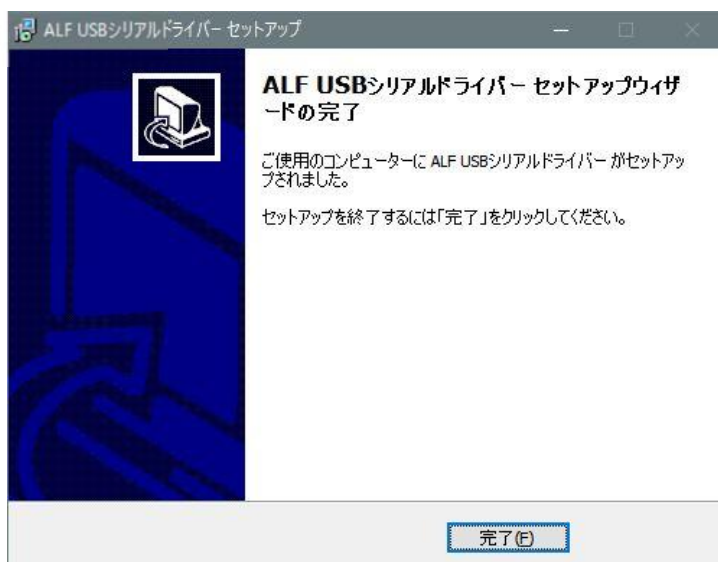 ALF USBシリアルドライバー セットアップ
ALF USBシリアルドライバー セットアップウィザ
ードの完了
ご使用のコンピューターに ALF USBシリアルドライバー がセットアッ
プされました。
セットアップを終了するには「完了」をクリックしてください。
完了(F)